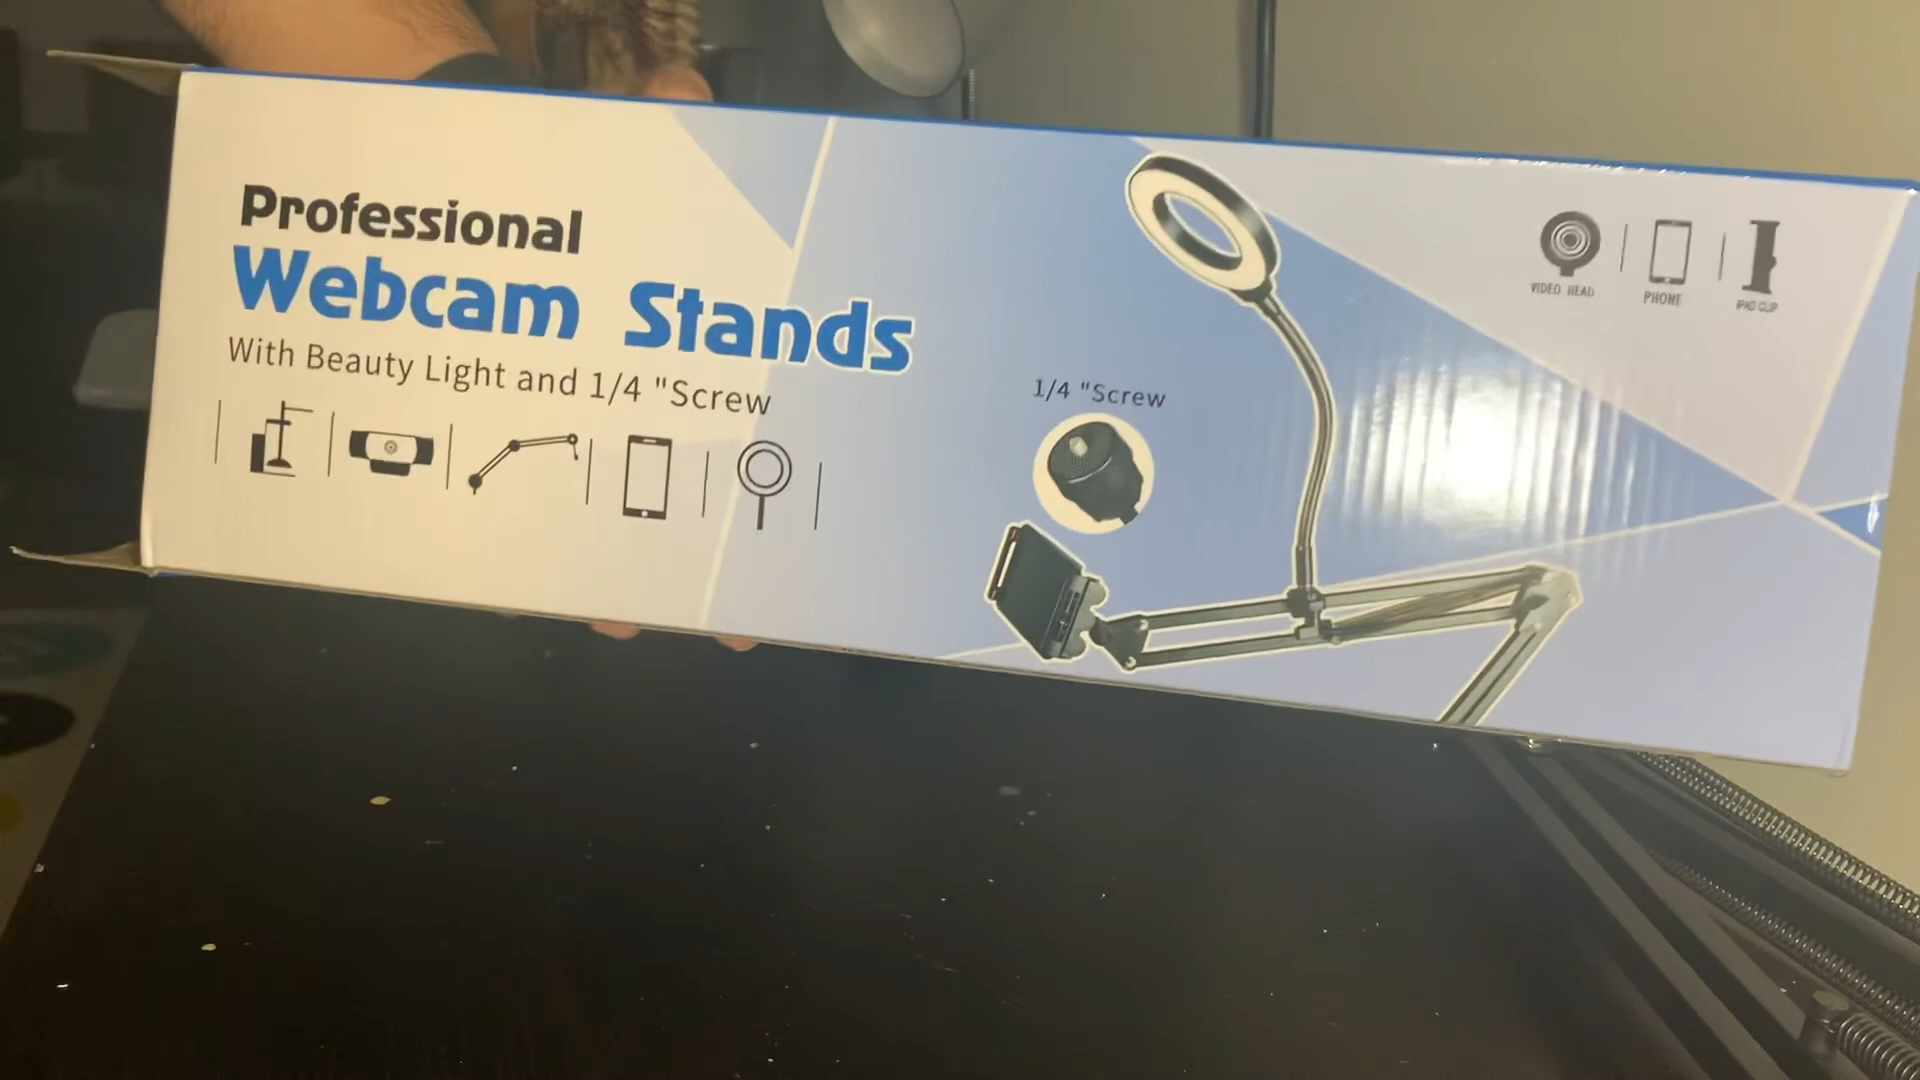 Professional
Webcam Stands
With Beauty Light and 1/4 "Screw
1/4 "Screw
VIDEO HEAD
PHONE
IPAD CLIP